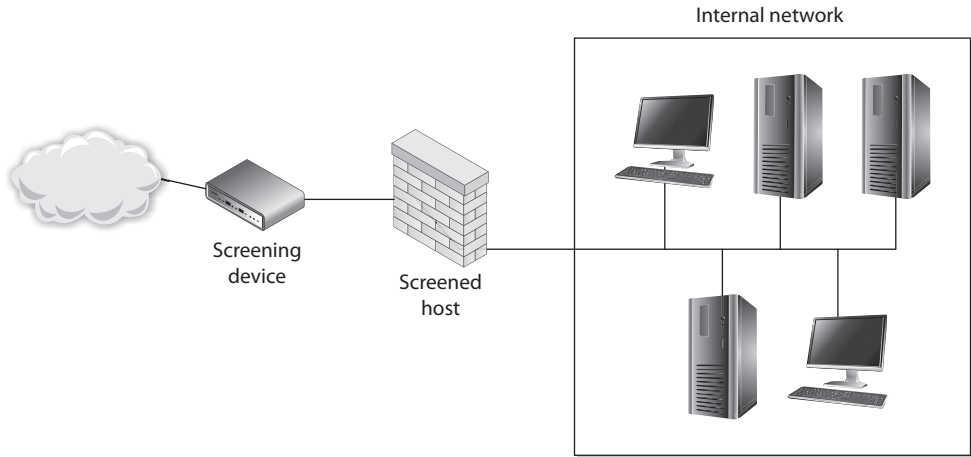 Internal network
Screening
device
Screened
host